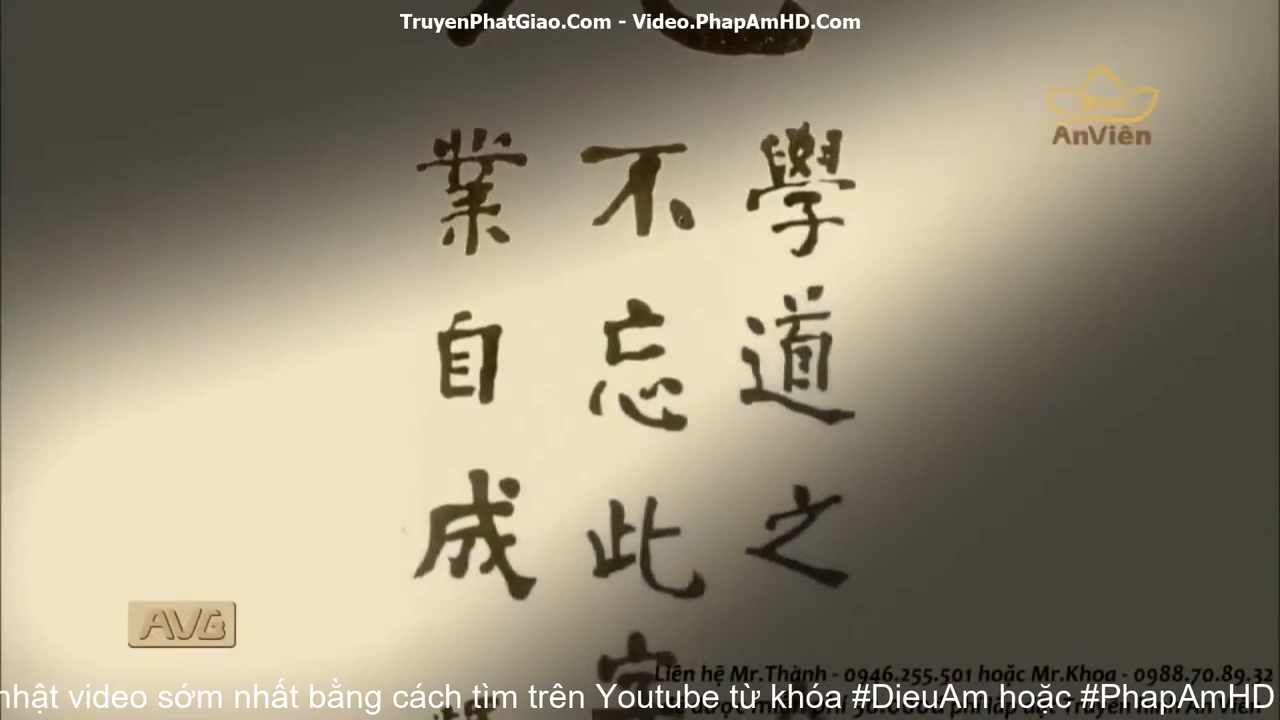 TruyenPhatGiao.Com - Video.PhapAmHD.Com
AnViên
學道之
不忘此字
業自成
AVG
Liên hệ Mr.Thành - 0946.255.501 hoặc Mr.Khoa - 0988.70.89.32
nhật video sớm nhất bằng cách tìm trên Youtube từ khóa #DieuAm hoặc #PhapAmHD